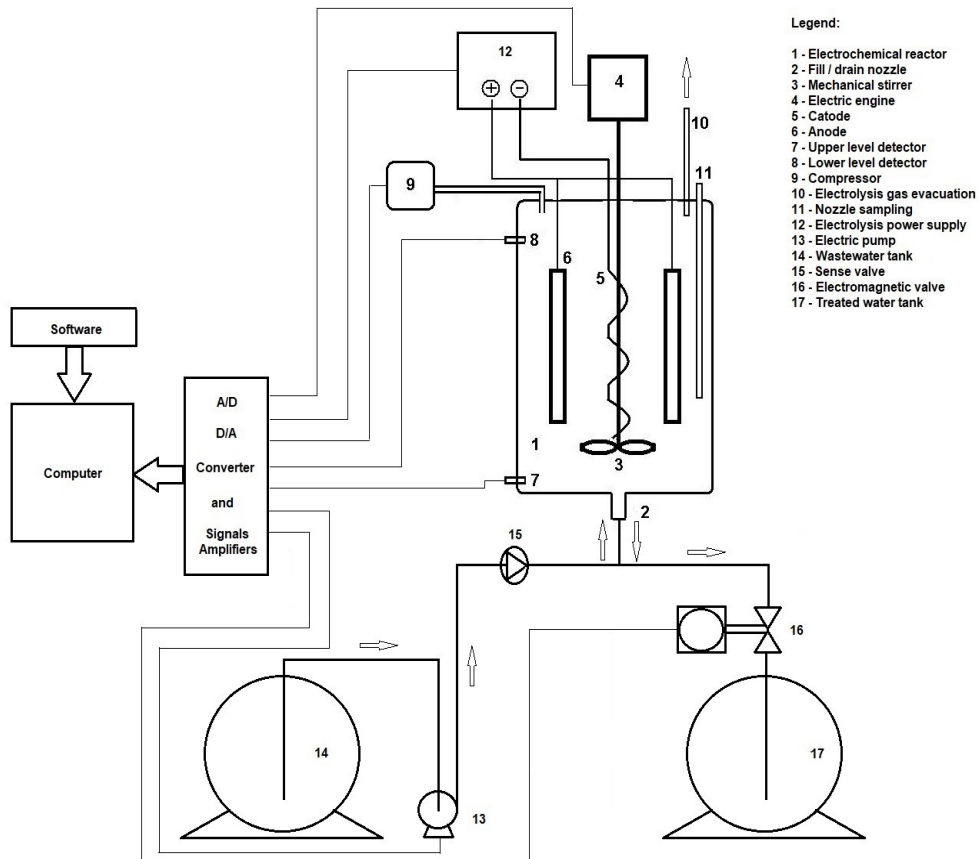 Legend:
1 - Electrochemical reactor
2 - Fill / drain nozzle
3 - Mechanical stirrer
4 - Electric engine
5 - Catode
6 - Anode
7 - Upper level detector
8 - Lower level detector
9 - Compressor
10 - Electrolysis gas evacuation
11 - Nozzle sampling
12 - Electrolysis power supply
13 - Electric pump
14 - Wastewater tank
15 - Sense valve
16 - Electromagnetic valve
17 - Treated water tank
12
+ −
4
10
11
9
8
6
5
Software
A/D
D/A
Converter
and
Signals
Amplifiers
Computer
1
3
7
2
15
16
14
13
17